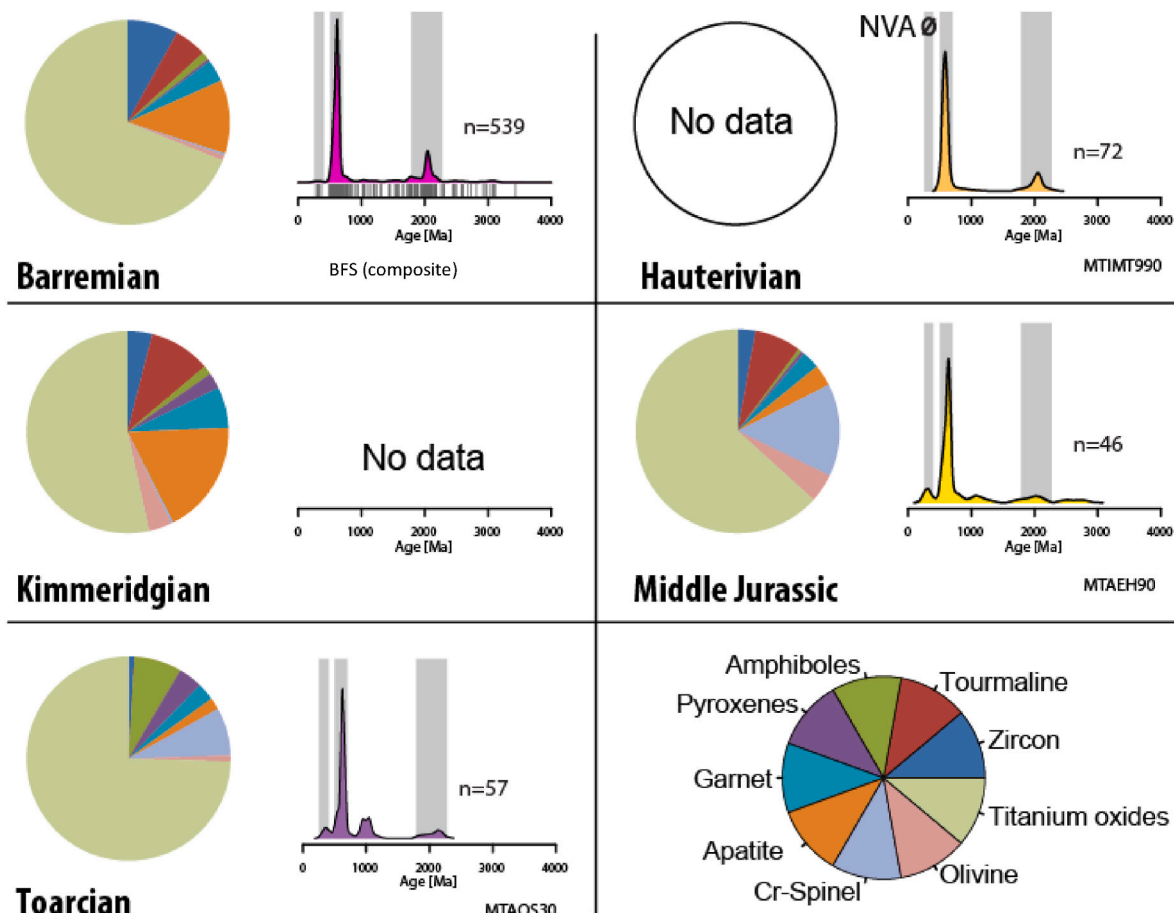 n=539
0 1000 2000 3000 4000
Age [Ma]
BFS (composite)
Barremian
NVA Ø
No data
n=72
0 1000 2000 3000 4000
Age [Ma]
MTIMT990
Hauterivian
No data
0 1000 2000 3000 4000
Age [Ma]
Kimmeridgian
n=46
0 1000 2000 3000 4000
Age [Ma]
MTAEH90
Middle Jurassic
n=57
0 1000 2000 3000 4000
Age [Ma]
MTAOS30
Toarcian
Amphiboles
Tourmaline
Pyroxenes
Zircon
Garnet
Titanium oxides
Apatite
Olivine
Cr-Spinel